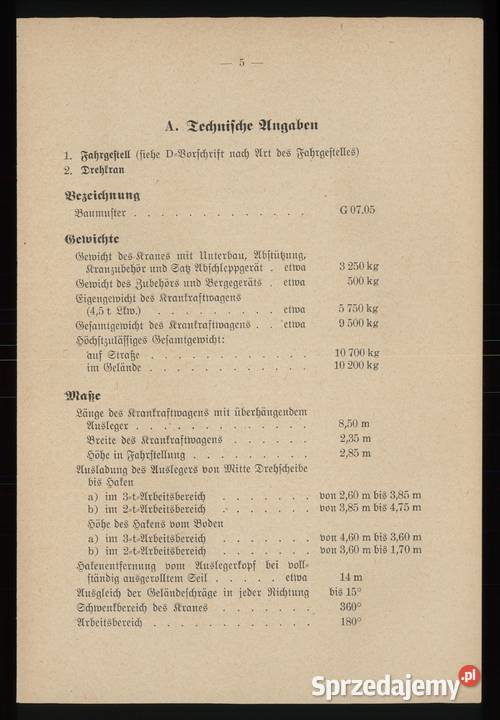 — 5 —
A. Technische Angaben
1. Fahrgestell (siehe D-Vorschrift nach Art des Fahrgestelles)
2. Drehkran
Bezeichnung
Baumuster . . . . . . . . . . . . . G 07.05
Gewichte
Gewicht des Kranes mit Unterbau, Abstützung,
Kranzubehör und Satz Abschleppgerät . etwa 3 250 kg
Gewicht des Zubehörs und Bergegeräts . etwa 500 kg
Eigengewicht des Krankraftwagens
(4,5 t Lkw.) . . . . . . . . . etwa 5 750 kg
Gesamtgewicht des Krankraftwagens . . etwa 9 500 kg
Höchstzulässiges Gesamtgewicht:
auf Straße . . . . . . . . . . . . 10 700 kg
im Gelände . . . . . . . . . . . . 10 200 kg
Maße
Länge des Krankraftwagens mit überhängendem
Ausleger . . . . . . . . . . . . . 8,50 m
Breite des Krankraftwagens . . . . . . 2,35 m
Höhe in Fahrstellung . . . . . . . . 2,85 m
Ausladung des Auslegers von Mitte Drehscheibe
bis Haken
a) im 3-t-Arbeitsbereich . . . . . . . von 2,60 m bis 3,85 m
b) im 2-t-Arbeitsbereich . . . . . . . von 3,85 m bis 4,75 m
Höhe des Hakens vom Boden
a) im 3-t-Arbeitsbereich . . . . . . . von 4,60 m bis 3,60 m
b) im 2-t-Arbeitsbereich . . . . . . . von 3,60 m bis 1,70 m
Hakenentfernung vom Auslegerkopf bei voll-
ständig ausgerolltem Seil . . . . . etwa 14 m
Ausgleich der Geländeschräge in jeder Richtung bis 15°
Schwenkbereich des Kranes . . . . . . . 360°
Arbeitsbereich . . . . . . . . . . . . 180°
Sprzedajemy.pl